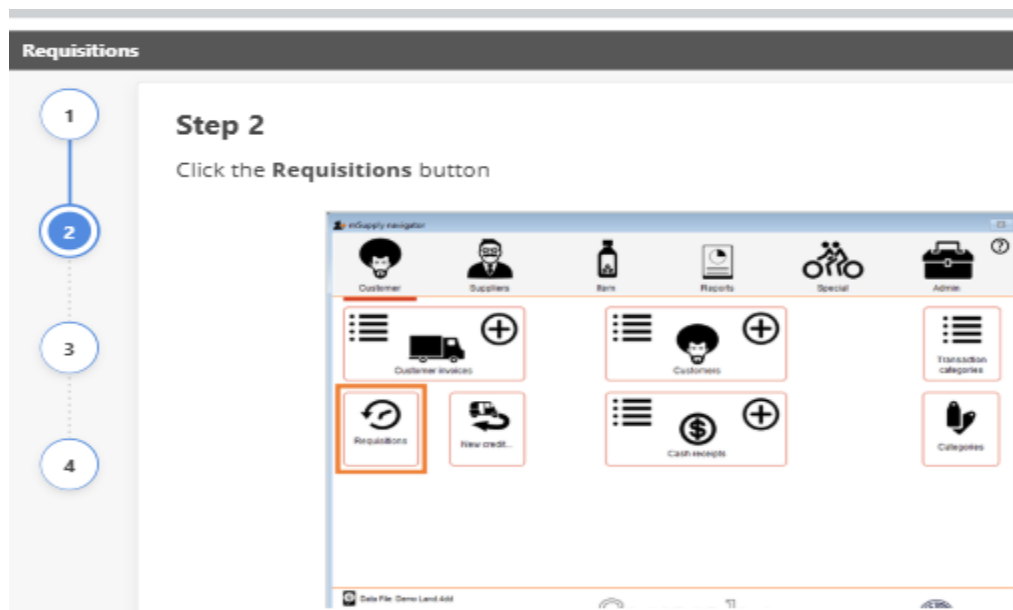 Requisitions
1
Step 2
Click the Requisitions button
2
3
4
mSupply navigator
Customer
Suppliers
Item
Reports
Special
Admin
?
Customer invoices
Customers
Transaction
categories
Requisitions
New credit...
Cash receipts
Categories
Data File: Demo Land.4dd